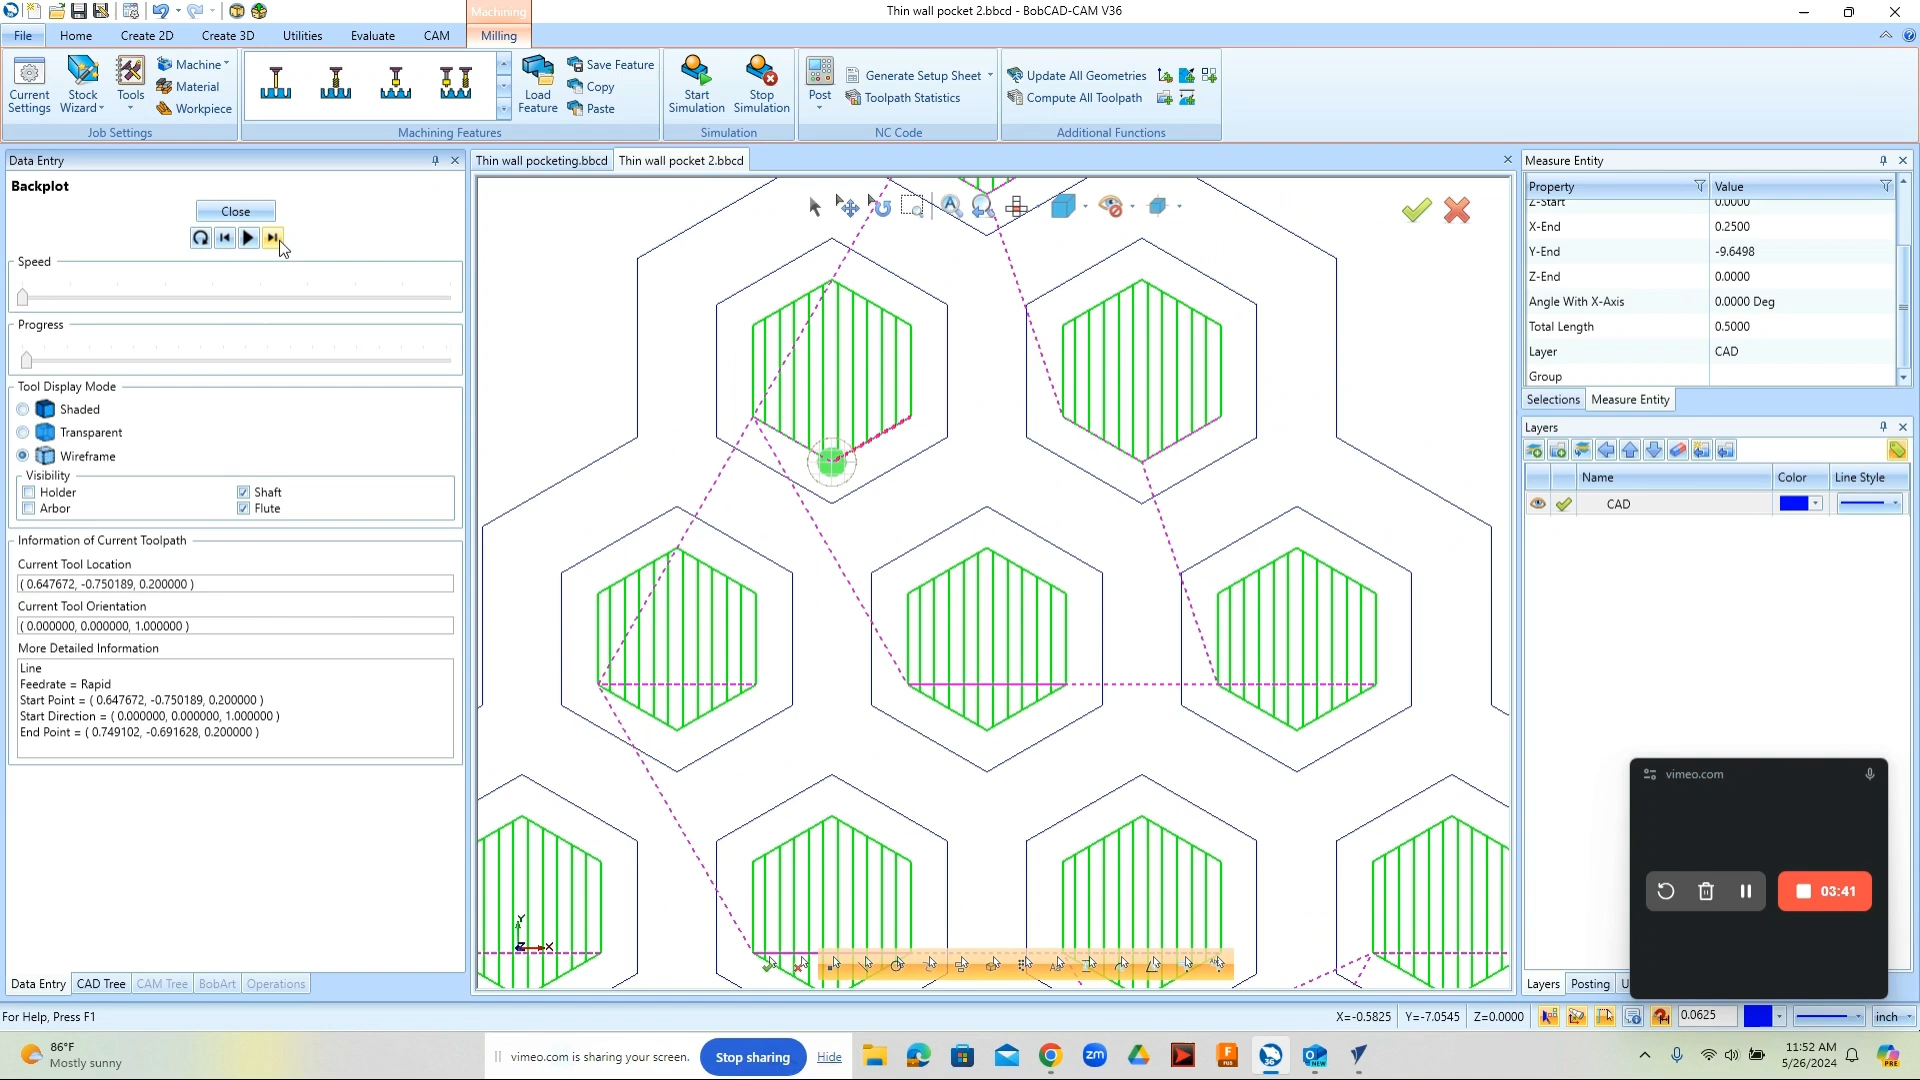 Thin wall pocket 2.bbcd - BobCAD-CAM V36
Machining
File
Home
Create 2D
Create 3D
Utilities
Evaluate
CAM
Milling
Current Settings
Stock Wizard
Tools
Machine
Material
Workpiece
Job Settings
Load Feature
Save Feature
Copy
Paste
Machining Features
Start Simulation
Stop Simulation
Simulation
Post
Generate Setup Sheet
Toolpath Statistics
NC Code
Update All Geometries
Compute All Toolpath
Additional Functions
Data Entry
Backplot
Close
Speed
Progress
Tool Display Mode
Shaded
Transparent
Wireframe
Visibility
Holder
Shaft
Arbor
Flute
Information of Current Toolpath
Current Tool Location
( 0.647672, -0.750189, 0.200000 )
Current Tool Orientation
( 0.000000, 0.000000, 1.000000 )
More Detailed Information
Line
Feedrate = Rapid
Start Point = ( 0.647672, -0.750189, 0.200000 )
Start Direction = ( 0.000000, 0.000000, 1.000000 )
End Point = ( 0.749102, -0.691628, 0.200000 )
Data Entry
CAD Tree
CAM Tree
BobArt
Operations
Thin wall pocketing.bbcd
Thin wall pocket 2.bbcd
Y
Z
X
Measure Entity
Property
Value
Z-Start
0.0000
X-End
0.2500
Y-End
-9.6498
Z-End
0.0000
Angle With X-Axis
0.0000 Deg
Total Length
0.5000
Layer
CAD
Group
Selections
Measure Entity
Layers
Name
Color
Line Style
CAD
vimeo.com
03:41
Layers
Posting
U
For Help, Press F1
X=-0.5825
Y=-7.0545
Z=0.0000
0.0625
inch
86°F
Mostly sunny
vimeo.com is sharing your screen.
Stop sharing
Hide
zm
11:52 AM
5/26/2024